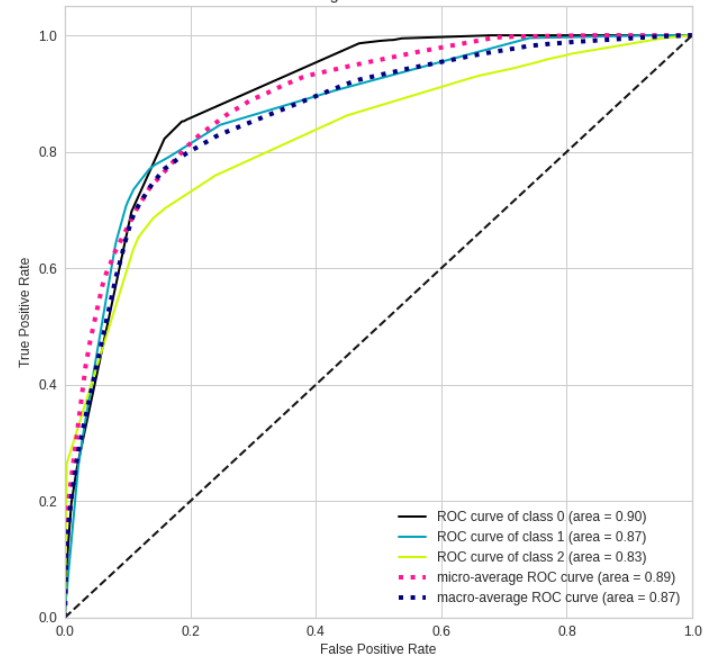 1.0
0.8
0.6
0.4
0.2
0.0
True Positive Rate
ROC curve of class 0 (area = 0.90)
ROC curve of class 1 (area = 0.87)
ROC curve of class 2 (area = 0.83)
micro-average ROC curve (area = 0.89)
macro-average ROC curve (area = 0.87)
0.0 0.2 0.4 0.6 0.8 1.0
False Positive Rate